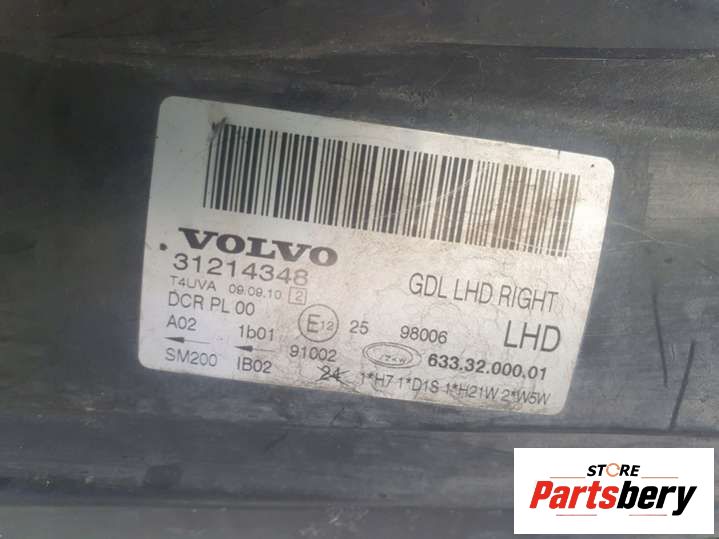 VOLVO
31214348
GDL LHD RIGHT
T4UVA 09.09.10 2
DCR PL 00
E12 25 98006 LHD
A02 1b01 91002 633.32.000.01
SM200 IB02 24 1*H7 1*D1S 1*H21W 2*W5W
STORE
Partsbery